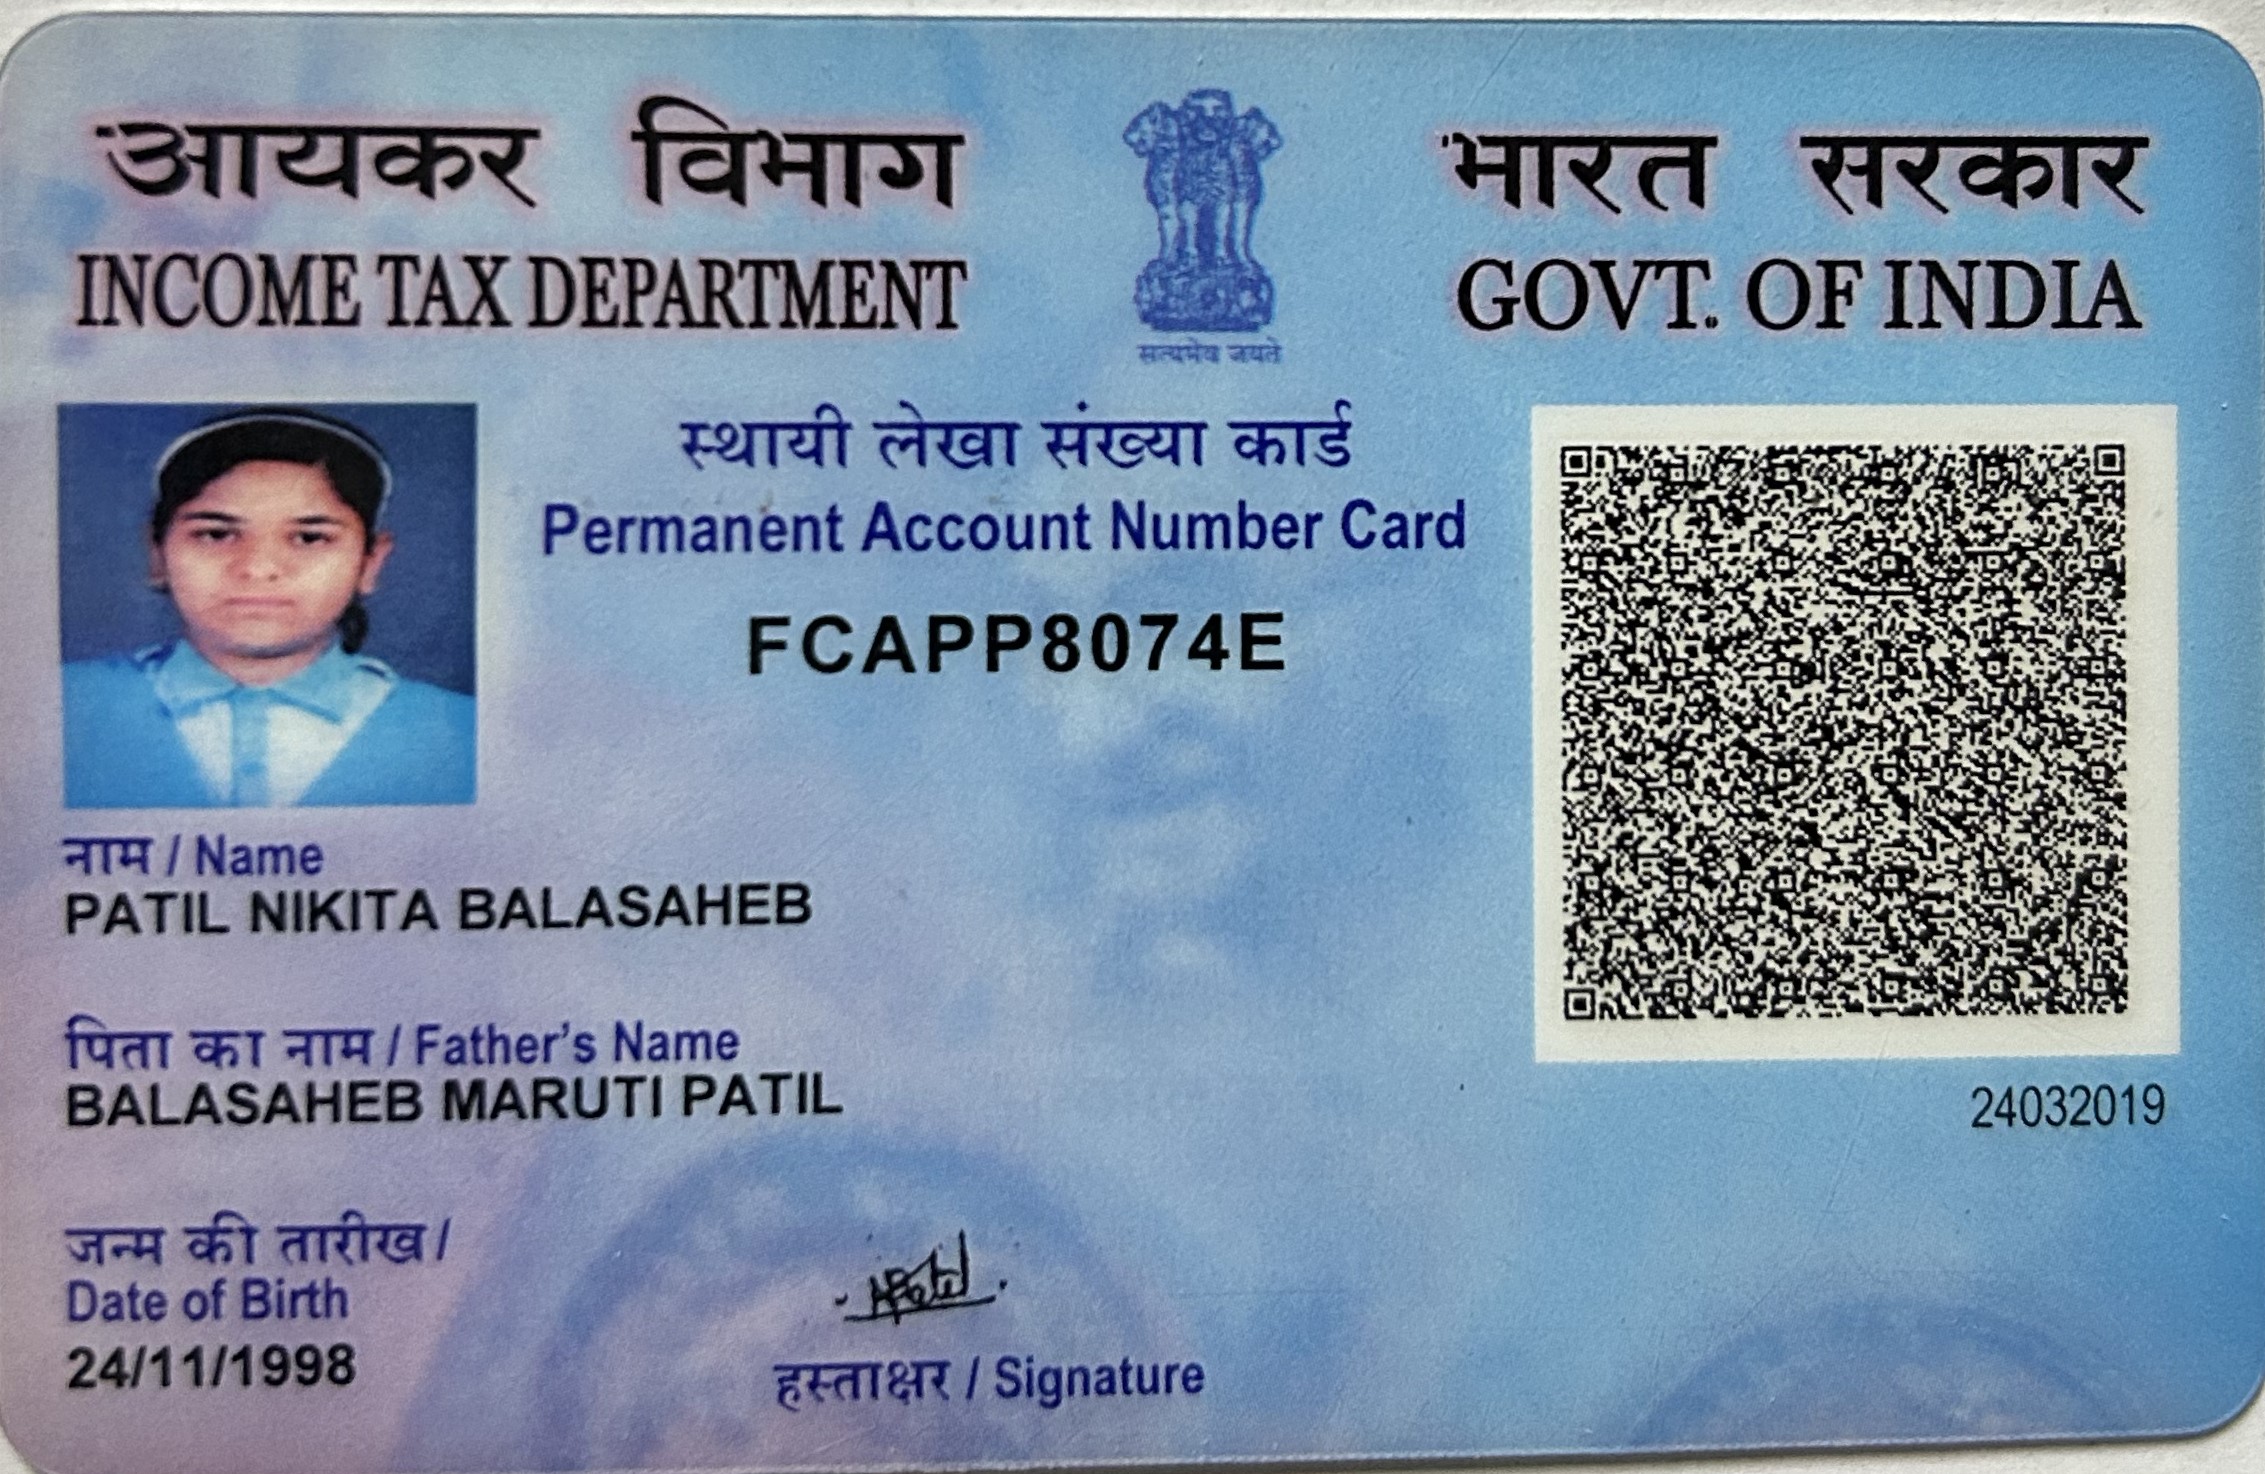 आयकर विभाग
INCOME TAX DEPARTMENT
सत्यमेव जयते
भारत सरकार
GOVT. OF INDIA
स्थायी लेखा संख्या कार्ड
Permanent Account Number Card
FCAPP8074E
नाम / Name
PATIL NIKITA BALASAHEB
पिता का नाम / Father's Name
BALASAHEB MARUTI PATIL
24032019
जन्म की तारीख /
Date of Birth
24/11/1998
हस्ताक्षर / Signature